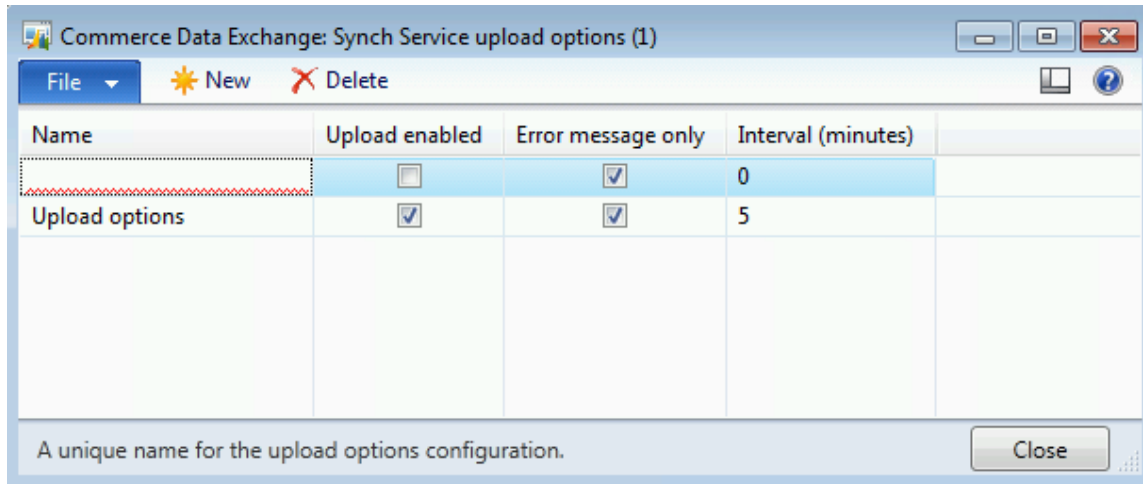 Commerce Data Exchange: Synch Service upload options (1)
File New Delete
Name Upload enabled Error message only Interval (minutes)
0
Upload options 5
A unique name for the upload options configuration. Close